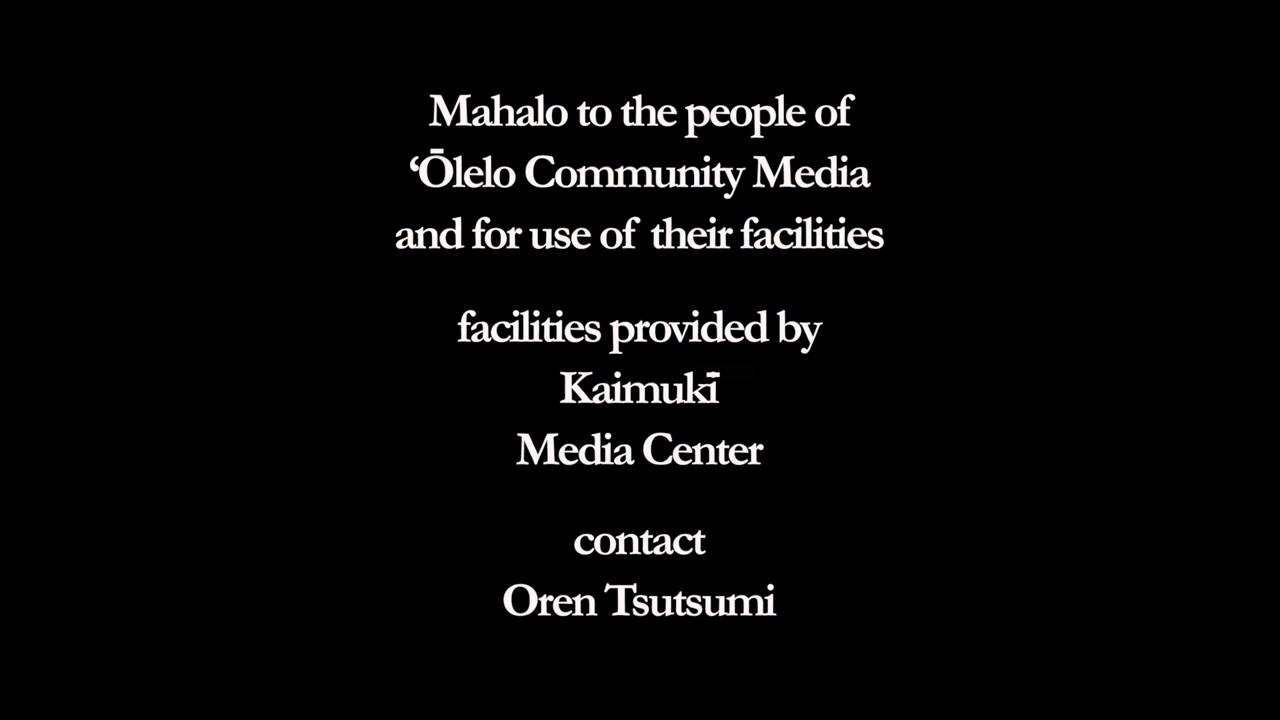 Mahalo to the people of
‘Ōlelo Community Media
and for use of their facilities
facilities provided by
Kaimukī
Media Center
contact
Oren Tsutsumi